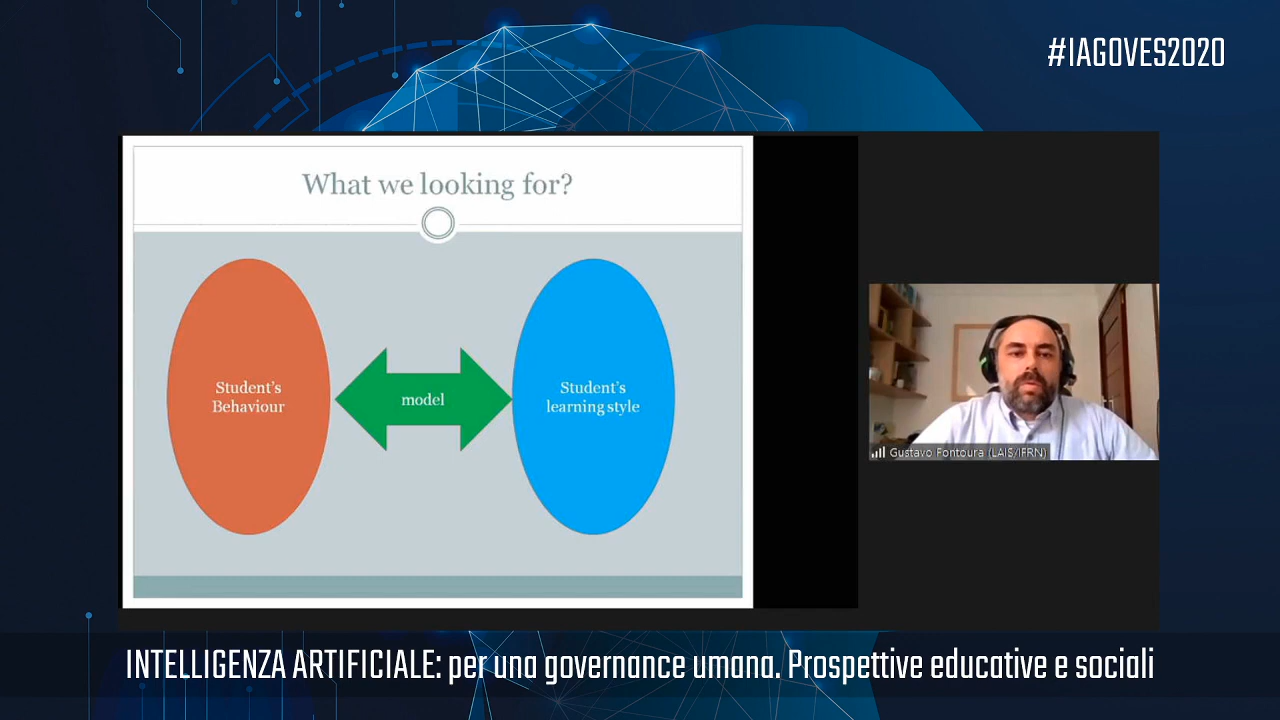 #IAGOVES2020
What we looking for?
Student's
Behaviour
model
Student's
learning style
Gustavo Fontoura (LAIS/IFRN)
INTELLIGENZA ARTIFICIALE: per una governance umana. Prospettive educative e sociali